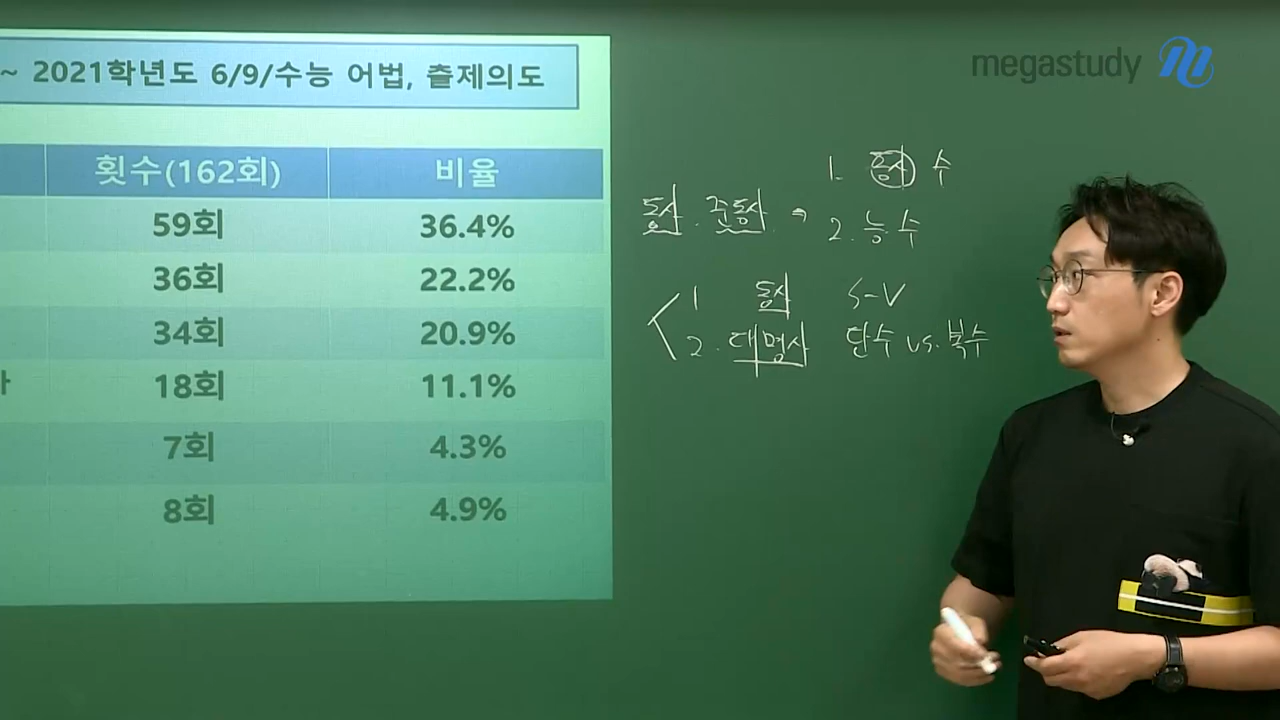 megastudy
~ 2021학년도 6/9/수능 어법, 출제의도
횟수(162회) 비율
59회 36.4%
36회 22.2%
34회 20.9%
18회 11.1%
7회 4.3%
8회 4.9%
1. 동사 수
동사. 준동사 →
2. 능 수
1 동사 S-V
2. 대명사 단수 vs. 복수